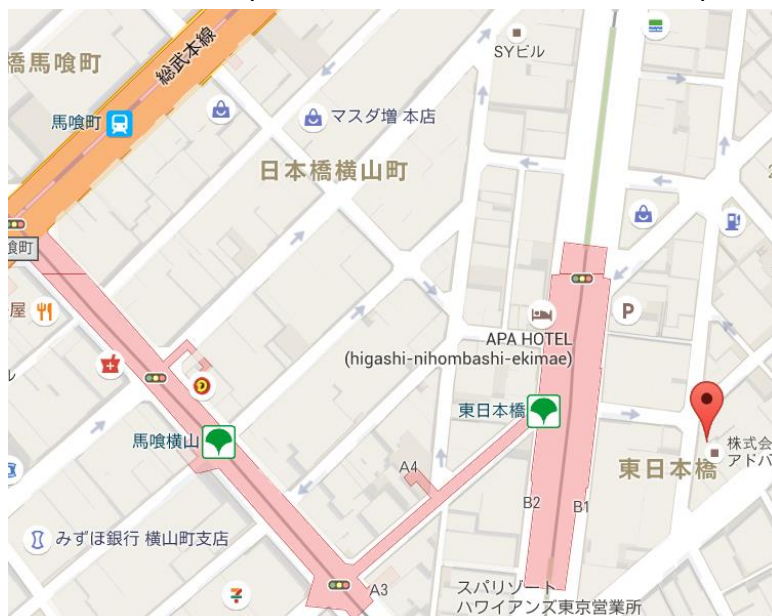 SYビル
橋馬喰町
総武本線
馬喰町
マスダ増 本店
日本橋横山町
喰町
屋
P
APA HOTEL
(higashi-nihombashi-ekimae)
東日本橋
馬喰横山
A4
株式会
アドバ
東日本橋
B2
B1
みずほ銀行 横山町支店
A3
スパリゾート
ハワイアンズ東京営業所